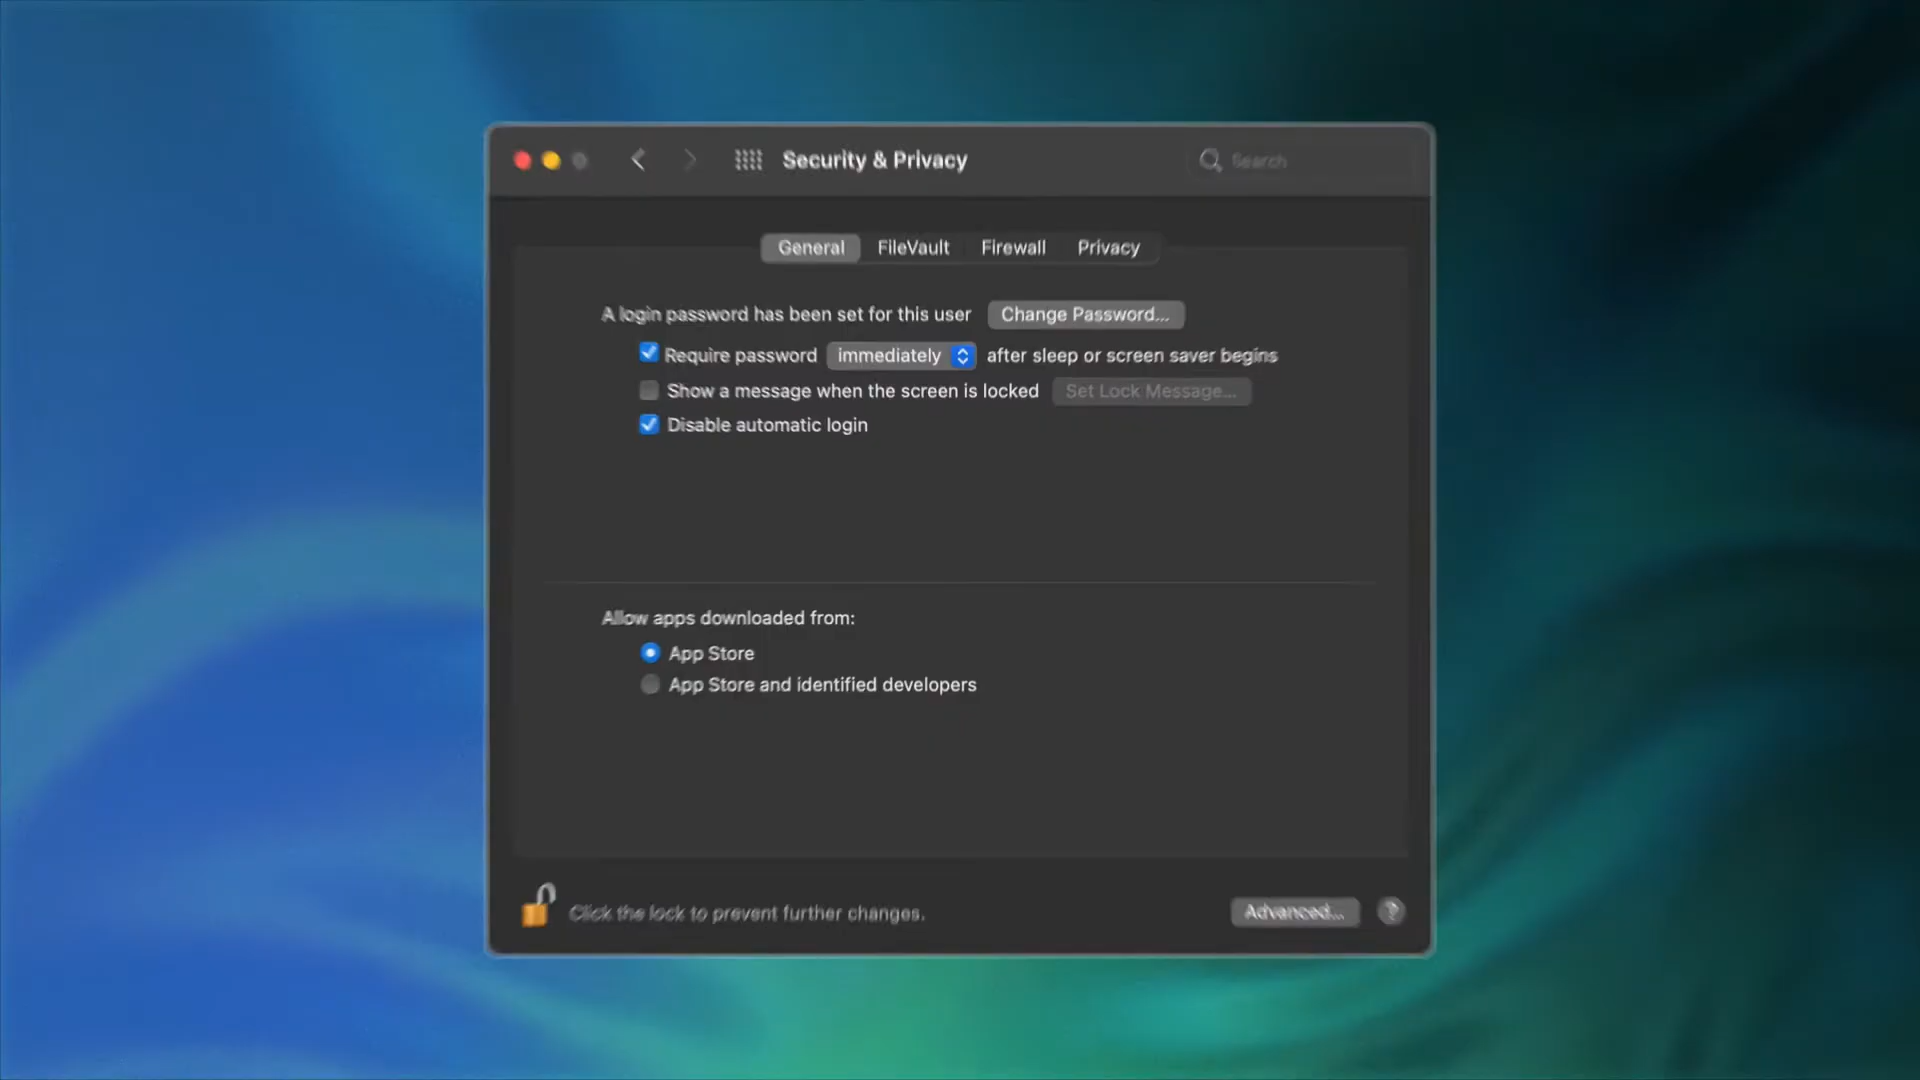 Security & Privacy
Search
General FileVault Firewall Privacy
A login password has been set for this user Change Password...
Require password immediately after sleep or screen saver begins
Show a message when the screen is locked Set Lock Message...
Disable automatic login
Allow apps downloaded from:
App Store
App Store and identified developers
Click the lock to prevent further changes.
Advanced... ?